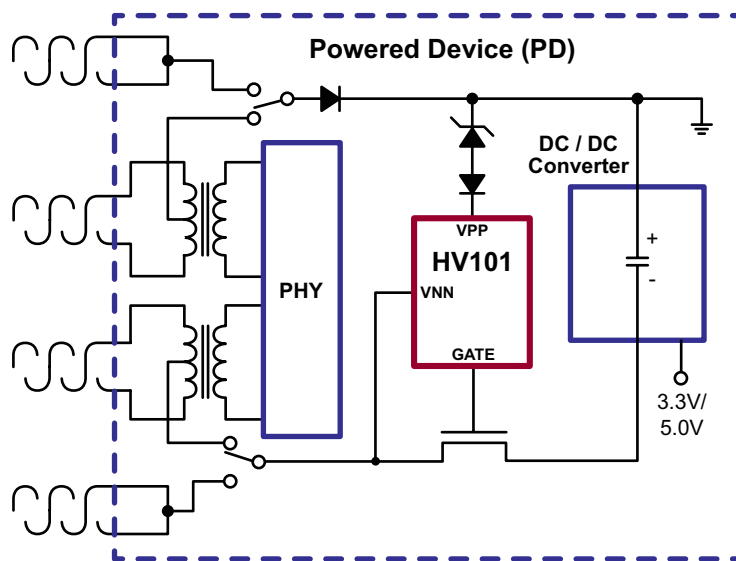 Powered Device (PD)
DC / DC
Converter
VPP
HV101
VNN
GATE
PHY
+
-
3.3V/
5.0V